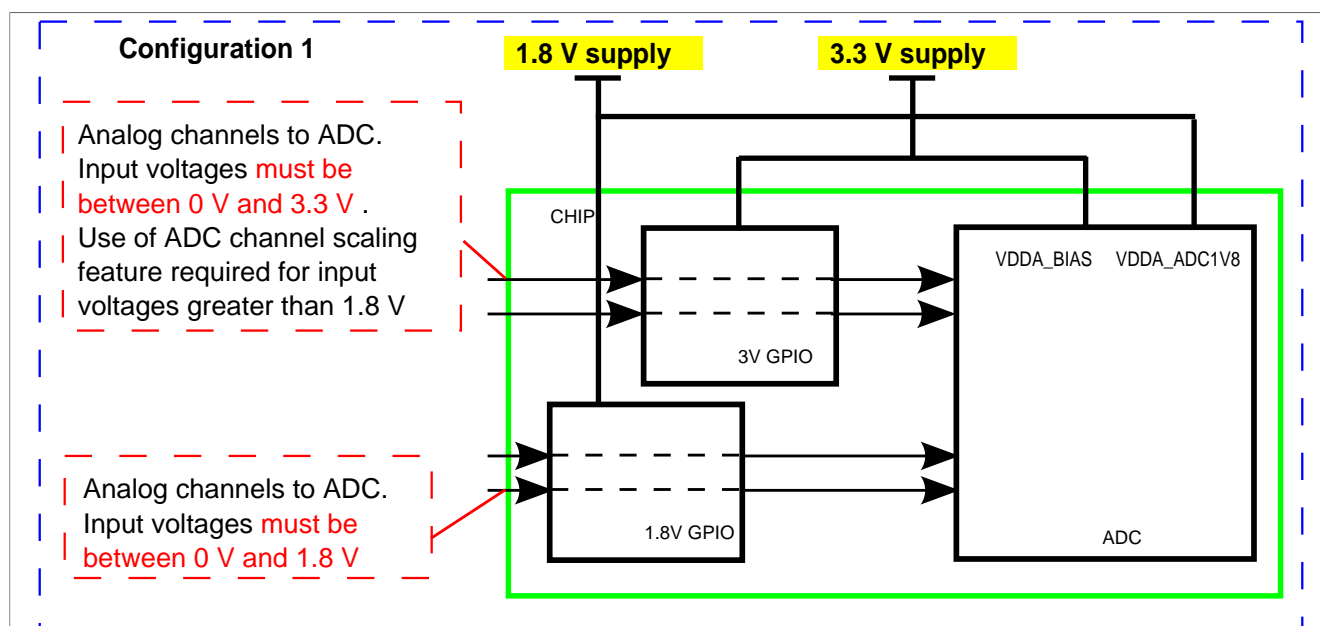 Configuration 1
1.8 V supply
3.3 V supply
Analog channels to ADC.
Input voltages must be
between 0 V and 3.3 V .
Use of ADC channel scaling
feature required for input
voltages greater than 1.8 V
CHIP
VDDA_BIAS
VDDA_ADC1V8
3V GPIO
Analog channels to ADC.
Input voltages must be
between 0 V and 1.8 V
1.8V GPIO
ADC